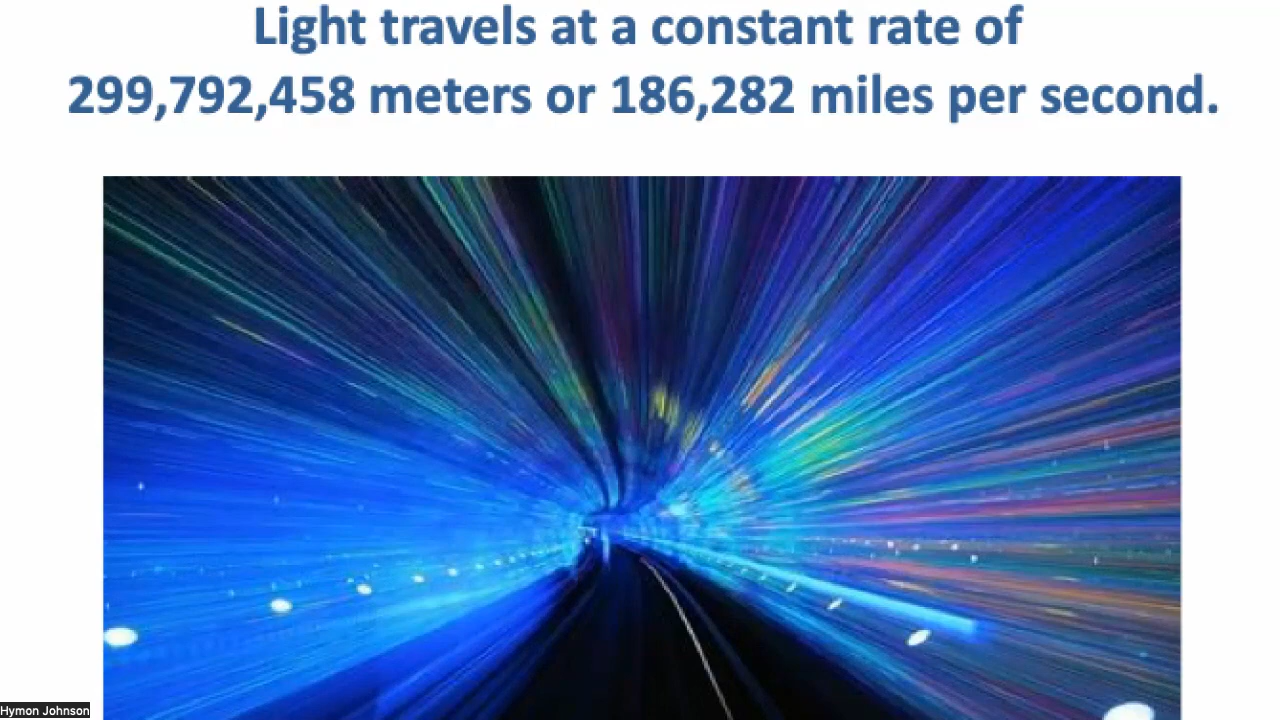 Light travels at a constant rate of
299,792,458 meters or 186,282 miles per second.
Hymon Johnson